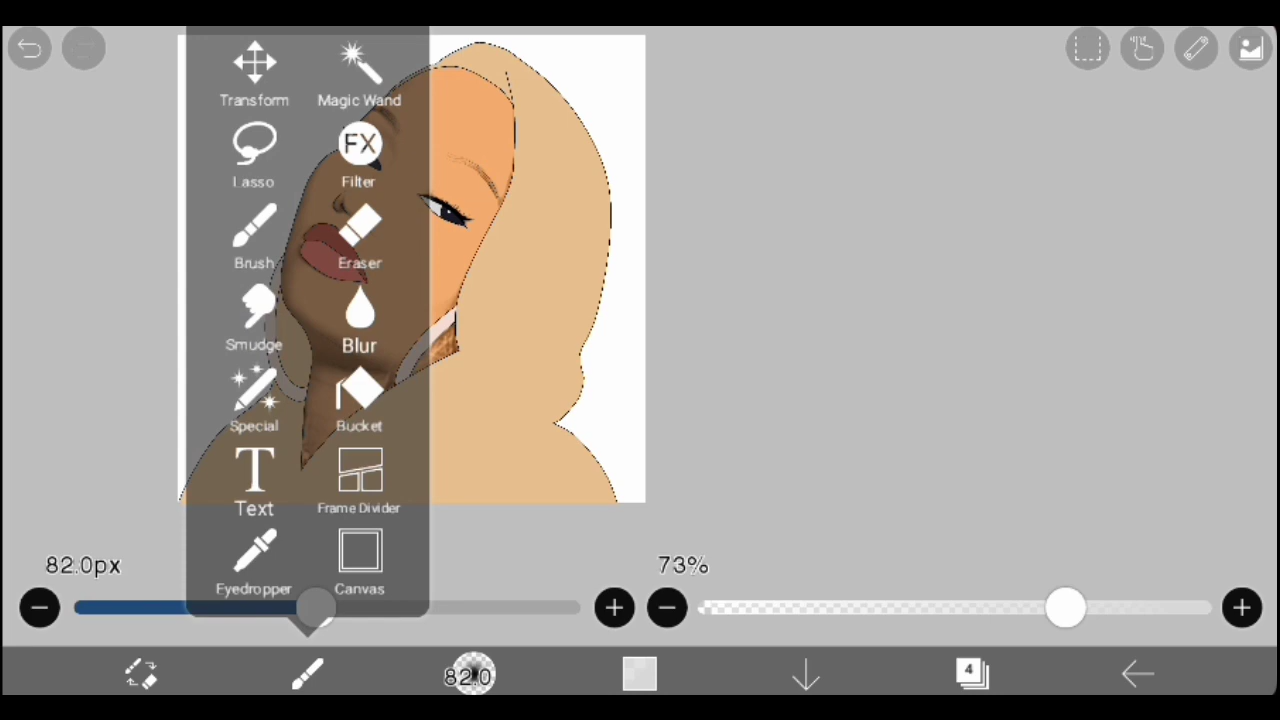 Transform Magic Wand
Lasso
FX
Filter
Brush Eraser
Smudge Blur
Special Bucket
T
Text Frame Divider
Eyedropper Canvas
82.0px
73%
82.0
4